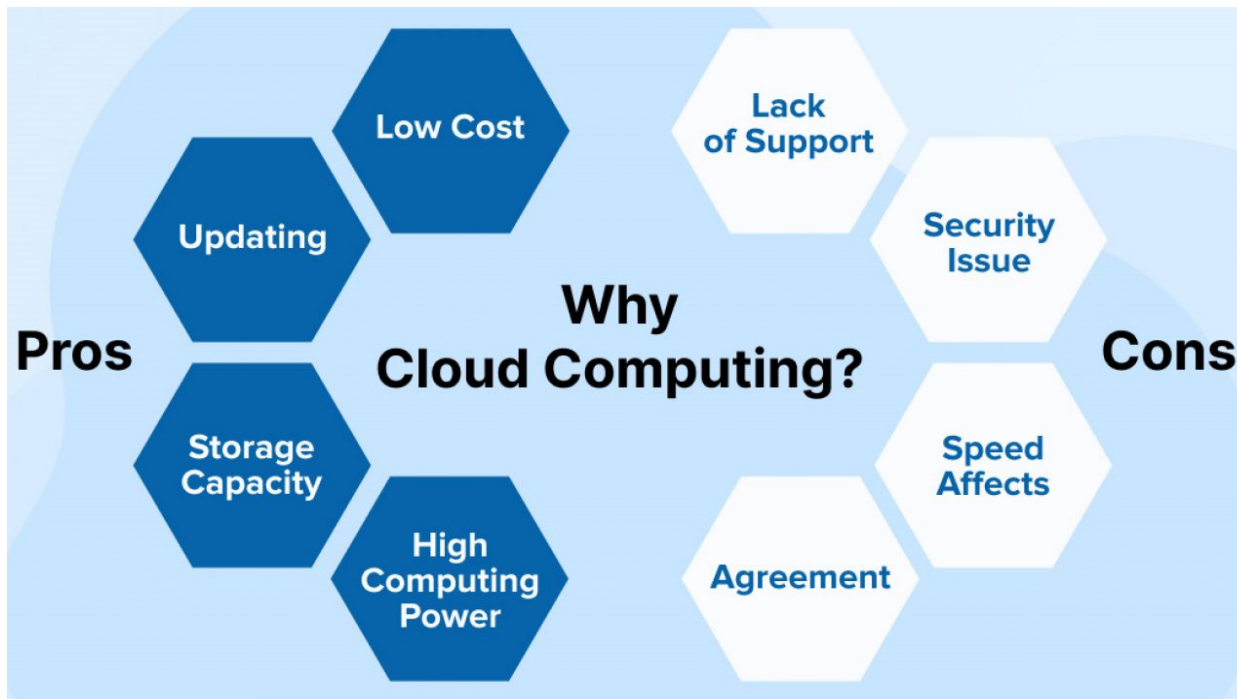 Why
Cloud Computing?
Pros
Low Cost
Updating
Storage
Capacity
High
Computing
Power
Cons
Lack
of Support
Security
Issue
Speed
Affects
Agreement